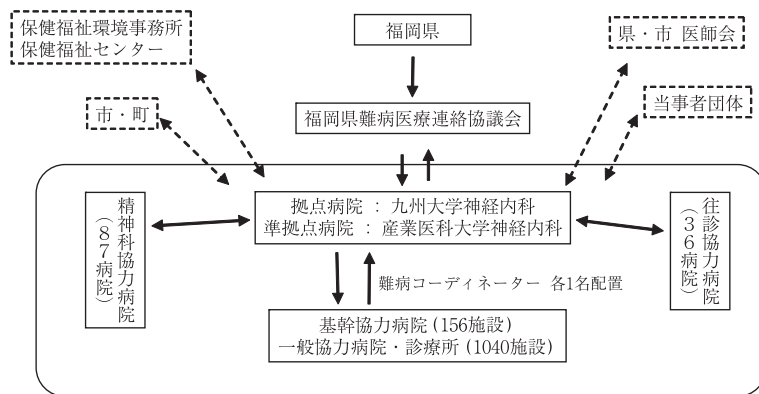 保健福祉環境事務所
保健福祉センター
福岡県
県・市 医師会
市・町
福岡県難病医療連絡協議会
当事者団体
精神科協力病院
(87病院)
拠点病院 : 九州大学神経内科
準拠点病院 : 産業医科大学神経内科
往診協力病院
(36病院)
難病コーディネーター 各1名配置
基幹協力病院 (156施設)
一般協力病院・診療所 (1040施設)